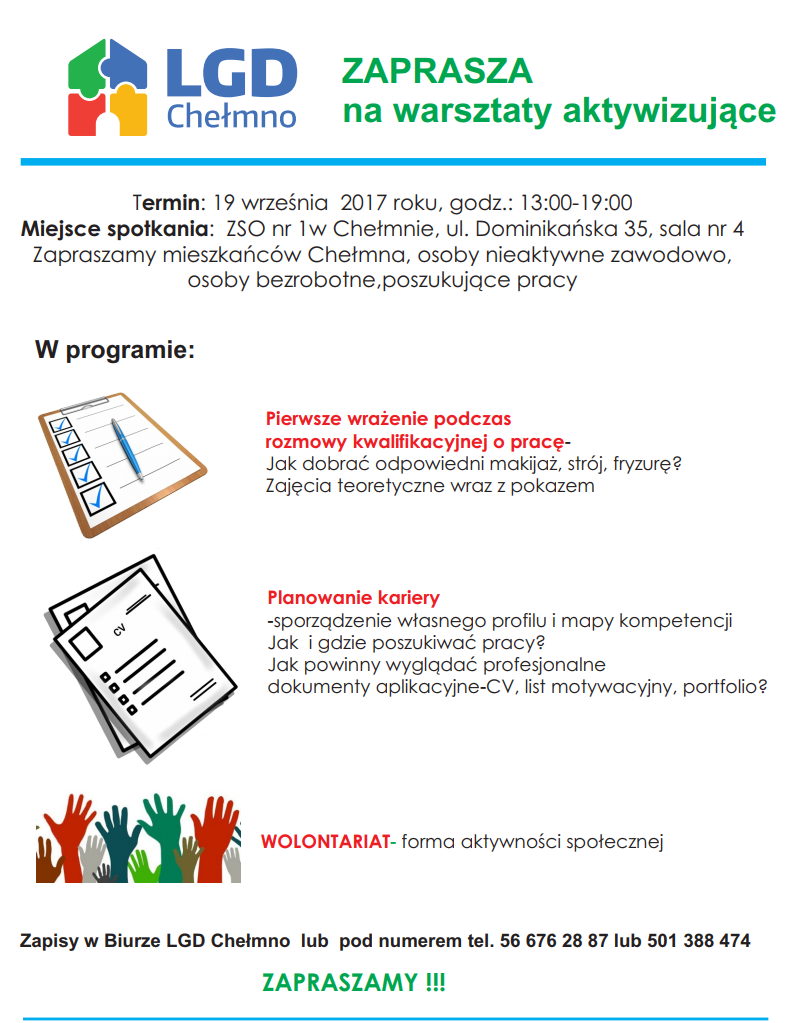 LGD
Chełmno
ZAPRASZA
na warsztaty aktywizujące
Termin: 19 września  2017 roku, godz.: 13:00-19:00
Miejsce spotkania:  ZSO nr 1w Chełmnie, ul. Dominikańska 35, sala nr 4
Zapraszamy mieszkańców Chełmna, osoby nieaktywne zawodowo,
osoby bezrobotne,poszukujące pracy
W programie:
Pierwsze wrażenie podczas
rozmowy kwalifikacyjnej o pracę-
Jak dobrać odpowiedni makijaż, strój, fryzurę?
Zajęcia teoretyczne wraz z pokazem
CV
Planowanie kariery
-sporządzenie własnego profilu i mapy kompetencji
Jak  i gdzie poszukiwać pracy?
Jak powinny wyglądać profesjonalne
dokumenty aplikacyjne-CV, list motywacyjny, portfolio?
WOLONTARIAT- forma aktywności społecznej
Zapisy w Biurze LGD Chełmno  lub  pod numerem tel. 56 676 28 87 lub 501 388 474
ZAPRASZAMY !!!